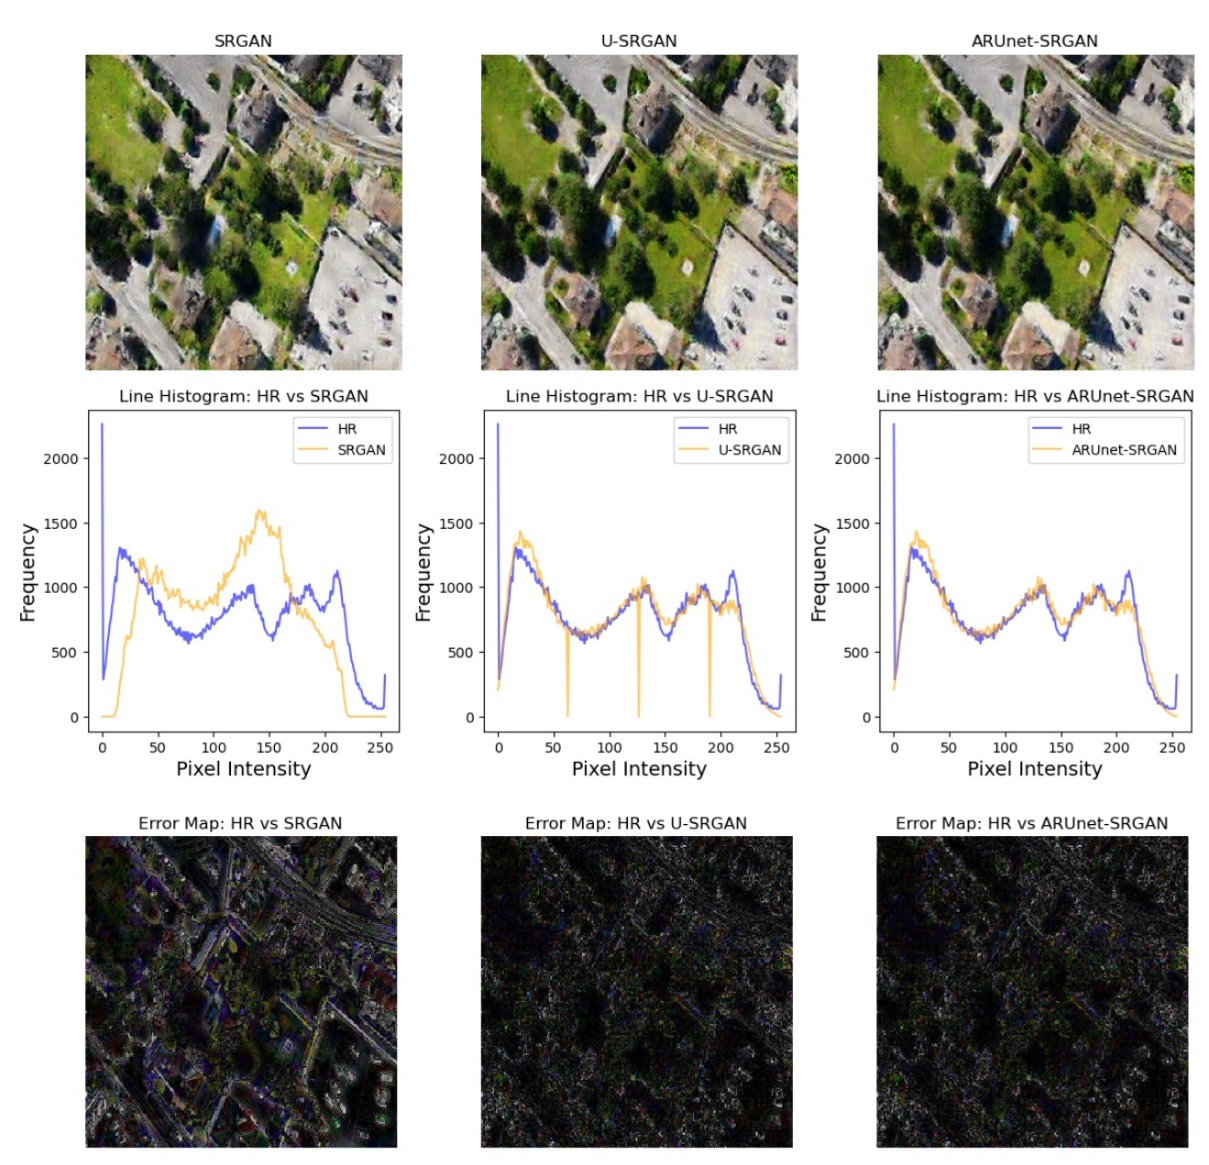 SRGAN
U-SRGAN
ARUnet-SRGAN
Line Histogram: HR vs SRGAN
Line Histogram: HR vs U-SRGAN
Line Histogram: HR vs ARUnet-SRGAN
HR
SRGAN
2000
1500
1000
500
0
Frequency
0 50 100 150 200 250
Pixel Intensity
HR
U-SRGAN
2000
1500
1000
500
0
Frequency
0 50 100 150 200 250
Pixel Intensity
HR
ARUnet-SRGAN
2000
1500
1000
500
0
Frequency
0 50 100 150 200 250
Pixel Intensity
Error Map: HR vs SRGAN
Error Map: HR vs U-SRGAN
Error Map: HR vs ARUnet-SRGAN